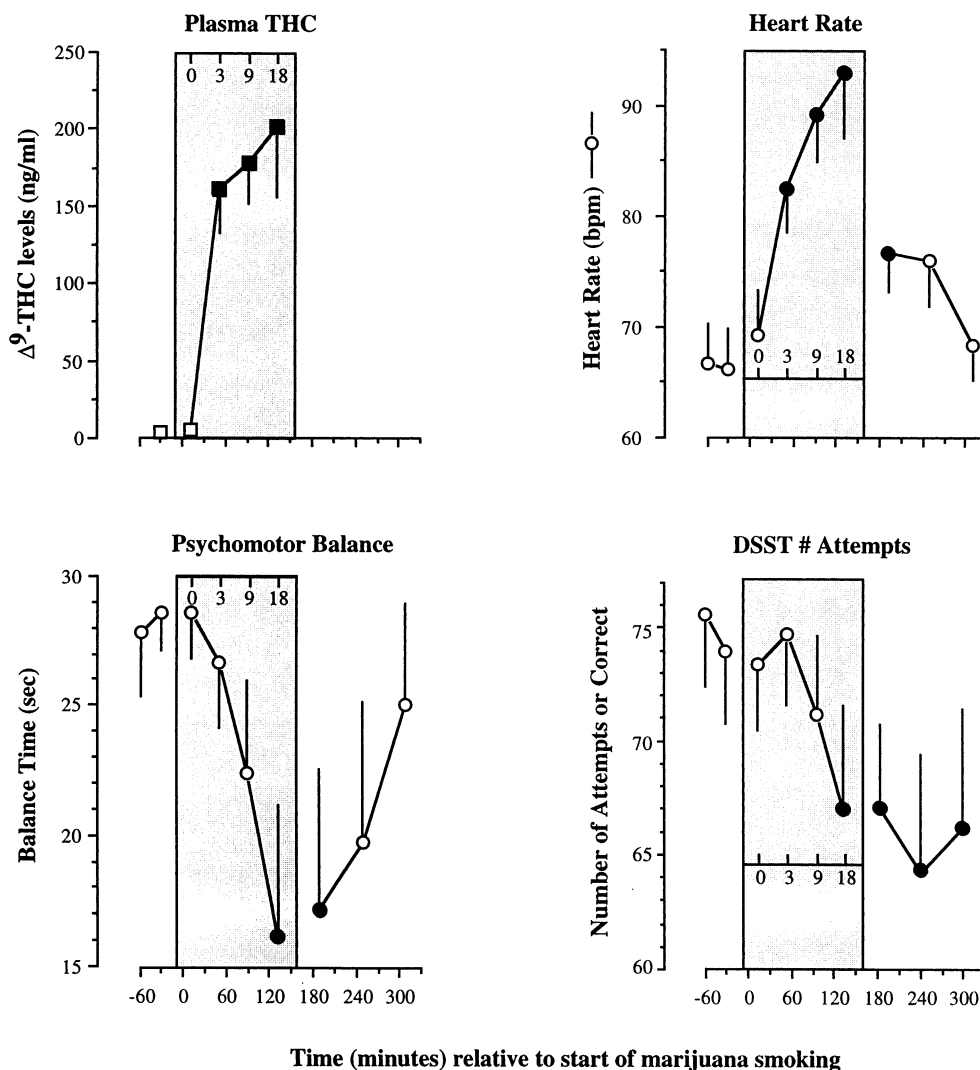 Plasma THC
250
200
150
100
50
0
Δ9-THC levels (ng/ml)
0 3 9 18
Heart Rate
90
80
70
60
Heart Rate (bpm)
0 3 9 18
Psychomotor Balance
30
25
20
15
Balance Time (sec)
0 3 9 18
-60 0 60 120 180 240 300
DSST # Attempts
75
70
65
60
Number of Attempts or Correct
0 3 9 18
-60 0 60 120 180 240 300
Time (minutes) relative to start of marijuana smoking